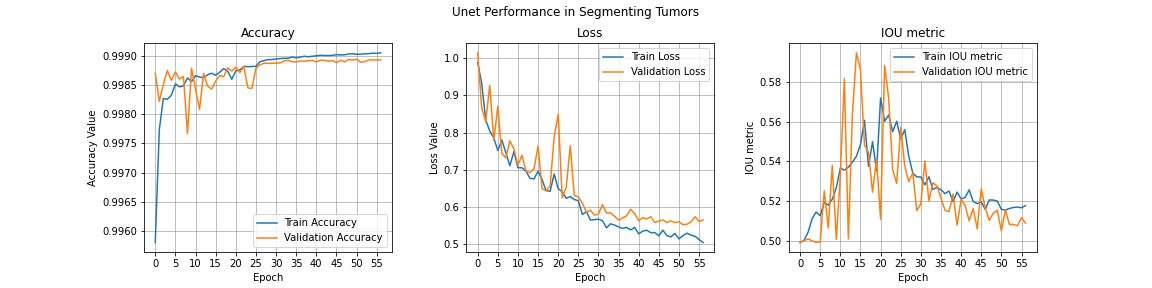 Unet Performance in Segmenting Tumors
Accuracy
Accuracy Value
0.9990
0.9985
0.9980
0.9975
0.9970
0.9965
0.9960
Train Accuracy
Validation Accuracy
0 5 10 15 20 25 30 35 40 45 50 55
Epoch
Loss
Loss Value
1.0
0.9
0.8
0.7
0.6
0.5
Train Loss
Validation Loss
0 5 10 15 20 25 30 35 40 45 50 55
Epoch
IOU metric
IOU metric
0.58
0.56
0.54
0.52
0.50
Train IOU metric
Validation IOU metric
0 5 10 15 20 25 30 35 40 45 50 55
Epoch